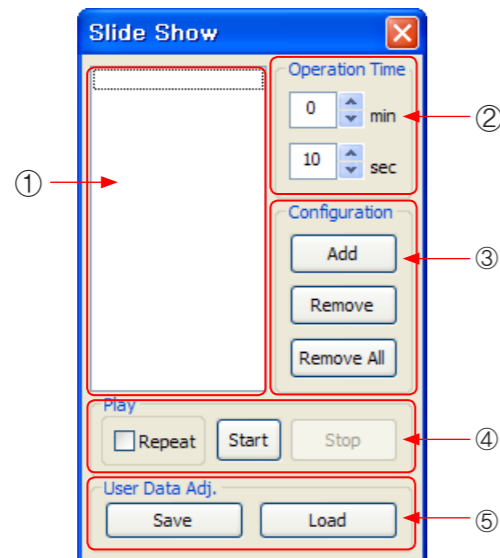 Slide Show
Operation Time
0 min
②
10 sec
①
Configuration
Add
③
Remove
Remove All
Play
Repeat Start Stop
④
User Data Adj.
Save Load
⑤